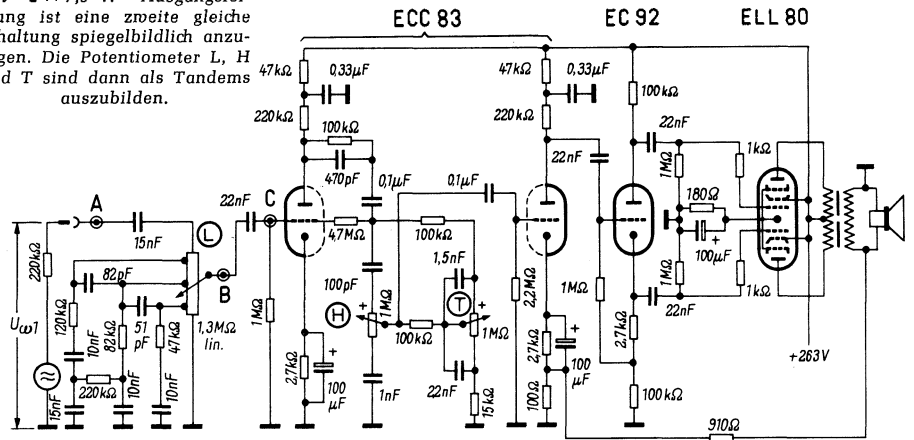 ung ist eine zweite gleiche
haltung spiegelbildlich anzu-
gen. Die Potentiometer L, H
d T sind dann als Tandems
auszubilden.
ECC 83
EC 92
ELL 80
47kΩ
0,33µF
220kΩ
100kΩ
470pF
0,1µF
47kΩ
0,33µF
220kΩ
22nF
0,1µF
100kΩ
22nF
1MΩ
1kΩ
180Ω
100µF
+
1MΩ
1kΩ
22nF
A
15nF
L
22nF
C
B
4,7MΩ
100kΩ
1,5nF
220kΩ
82pF
120kΩ
10nF
82kΩ
51
pF
47kΩ
1,3MΩ
lin.
1MΩ
100pF
H
1MΩ
100kΩ
T
1MΩ
2,2MΩ
1MΩ
2,7kΩ
Uω1
220kΩ
15nF
10nF
10nF
2,7kΩ
+
100
µF
1nF
2,2nF
15kΩ
2,7kΩ
+
100
µF
100Ω
100kΩ
+263V
910Ω